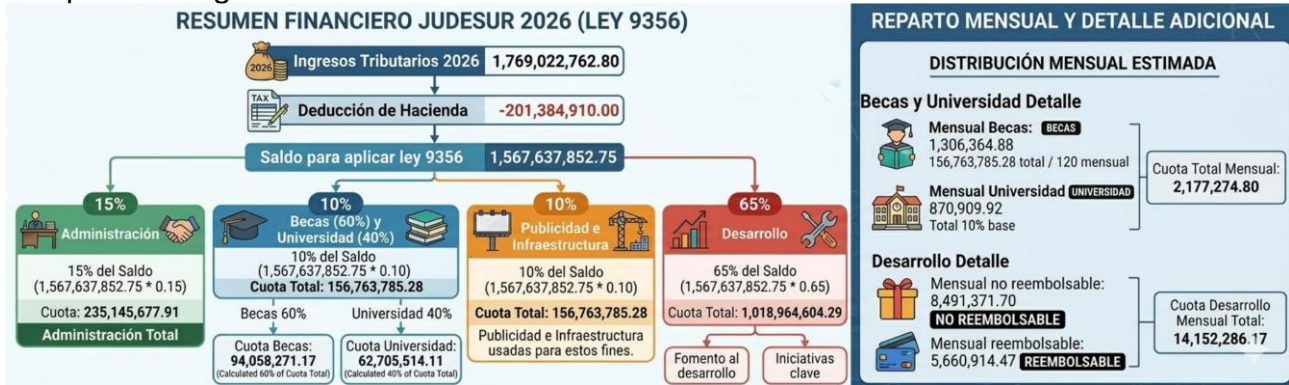 RESUMEN FINANCIERO JUDESUR 2026 (LEY 9356)
2026
Ingresos Tributarios 2026 1,769,022,762.80
TAX
Deducción de Hacienda -201,384,910.00
Saldo para aplicar ley 9356 1,567,637,852.75
15%
Administración
15% del Saldo
(1,567,637,852.75 * 0.15)
Cuota: 235,145,677.91
Administración Total
10%
Becas (60%) y
Universidad (40%)
10% del Saldo
(1,567,637,852.75 * 0.10)
Cuota Total: 156,763,785.28
Becas 60% Universidad 40%
Cuota Becas:
94,058,271.17
(Calculated 60% of Cuota Total)
Cuota Universidad:
62,705,514.11
(Calculated 40% of Cuota Total)
10%
Publicidad e
Infraestructura
10% del Saldo
(1,567,637,852.75 * 0.10)
Cuota Total: 156,763,785.28
Publicidad e Infraestructura
usadas para estos fines.
65%
Desarrollo
65% del Saldo
(1,567,637,852.75 * 0.65)
Cuota Total: 1,018,964,604.29
Fomento al
desarrollo
Iniciativas
clave
REPARTO MENSUAL Y DETALLE ADICIONAL
DISTRIBUCIÓN MENSUAL ESTIMADA
Becas y Universidad Detalle
Mensual Becas: BECAS
1,306,364.88
156,763,785.28 total / 120 mensual
Mensual Universidad UNIVERSIDAD
870,909.92
Total 10% base
Cuota Total Mensual:
2,177,274.80
Desarrollo Detalle
Mensual no reembolsable:
8,491,371.70
NO REEMBOLSABLE
Mensual reembolsable:
5,660,914.47 REEMBOLSABLE
Cuota Desarrollo
Mensual Total:
14,152,286.17